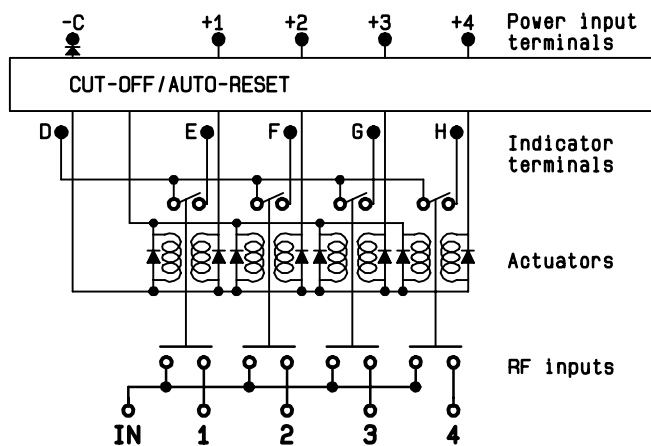 -C +1 +2 +3 +4 Power input
terminals
CUT-OFF/AUTO-RESET
D E F G H Indicator
terminals
Actuators
RF inputs
IN 1 2 3 4